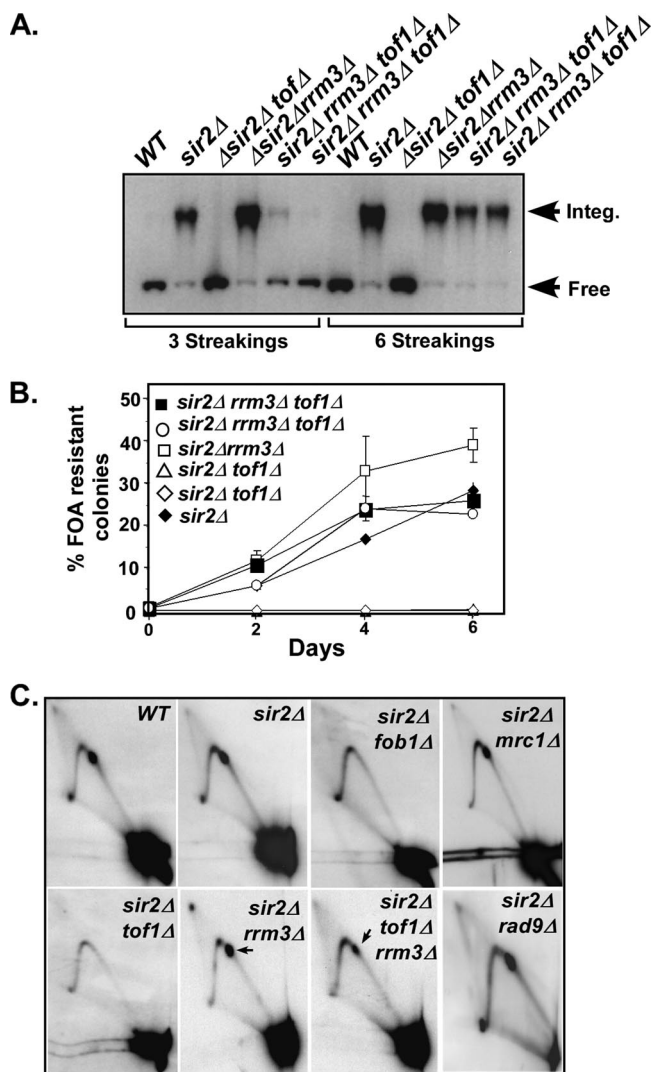 A.
WT
sir2Δ
Δsir2Δ tofΔ
Δsir2Δrrm3Δ
sir2Δ rrm3Δ tof1Δ
sir2Δ rrm3Δ tof1Δ
WT
sir2Δ
Δsir2Δ tof1Δ
Δsir2Δrrm3Δ
sir2Δ rrm3Δ tof1Δ
sir2Δ rrm3Δ tof1Δ
Integ.
Free
3 Streakings
6 Streakings
B.
% FOA resistant
colonies
50
40
30
20
10
0
sir2Δ rrm3Δ tof1Δ
sir2Δ rrm3Δ tof1Δ
sir2Δrrm3Δ
sir2Δ tof1Δ
sir2Δ tof1Δ
sir2Δ
0
2
4
6
Days
C.
WT
sir2Δ
sir2Δ
fob1Δ
sir2Δ
mrc1Δ
sir2Δ
tof1Δ
sir2Δ
rrm3Δ
sir2Δ
tof1Δ
rrm3Δ
sir2Δ
rad9Δ